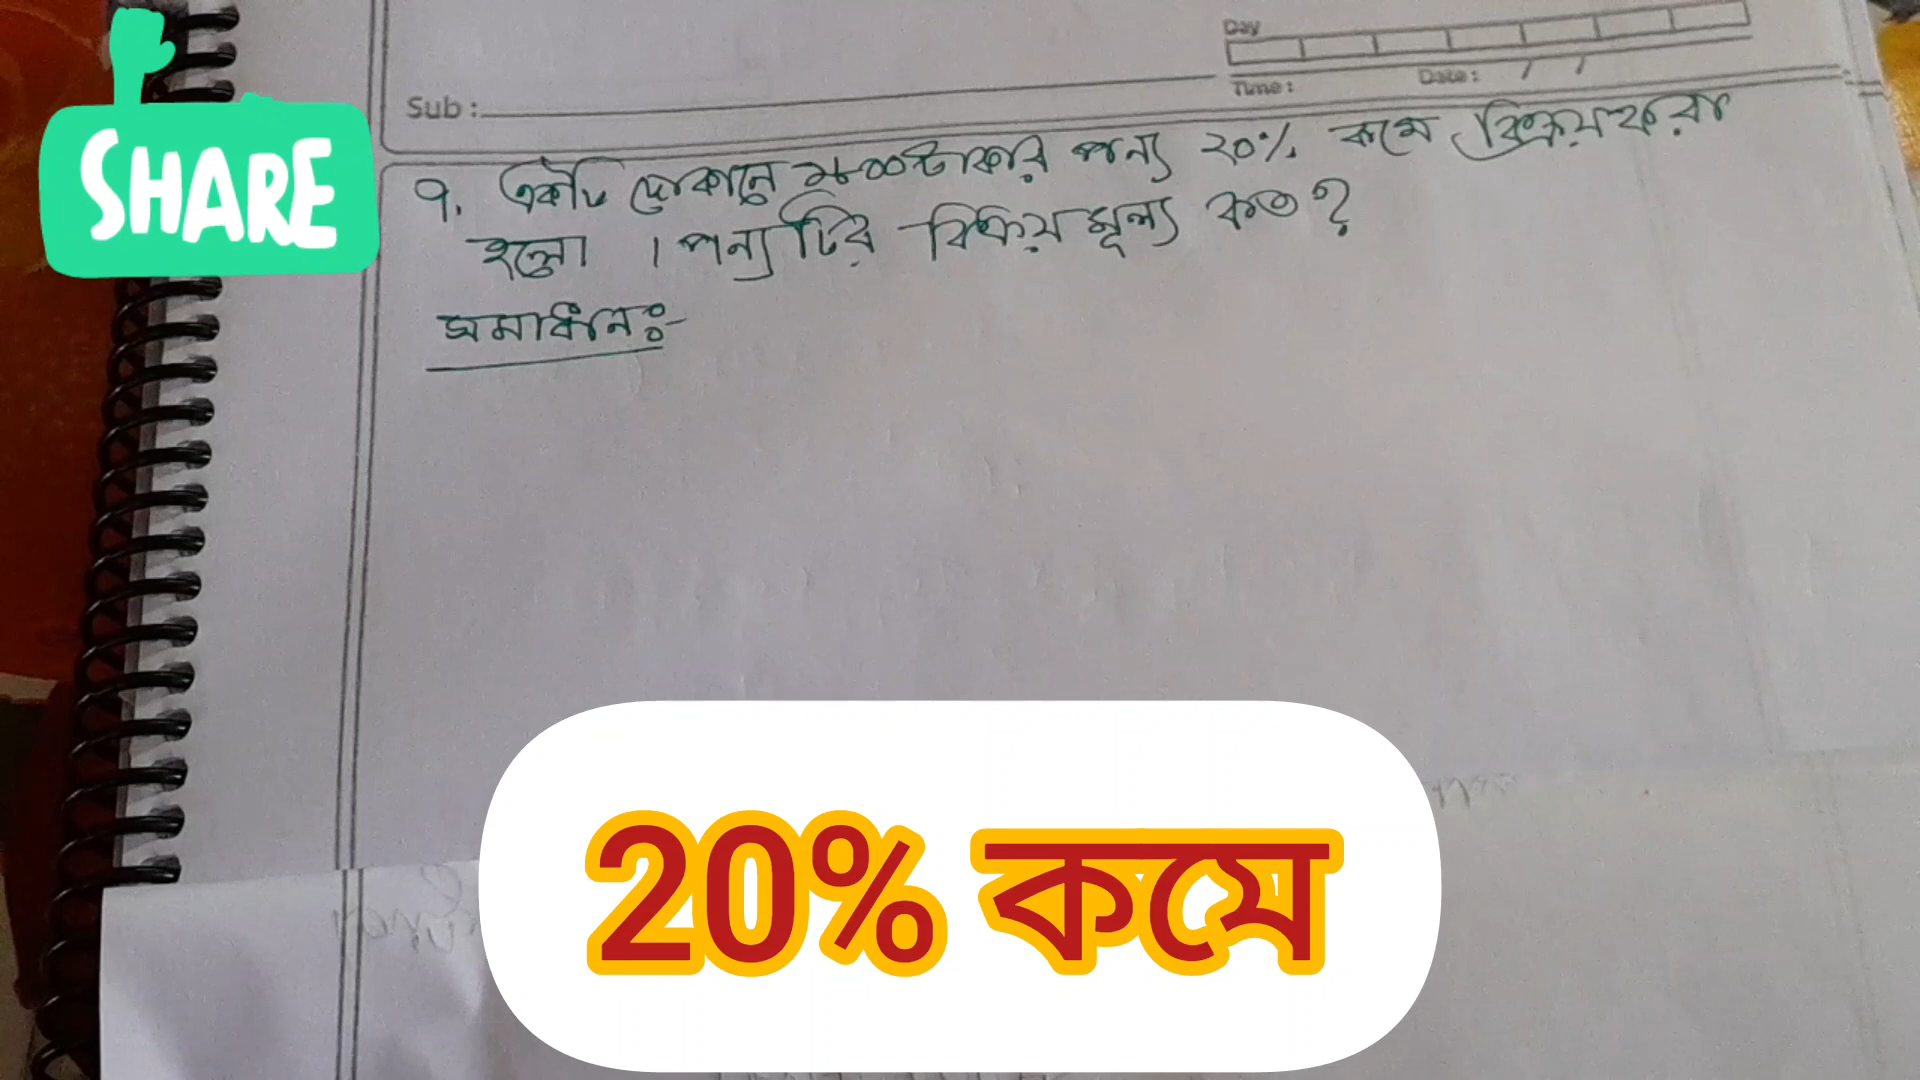 SHARE
Day
Time: Date: / /
Sub:
৭. একটি দোকানে টাকার পন্য ২০% কমে বিক্রয় করা
হলো । পন্যটির বিক্রয় মূল্য কত?
সমাধান:-
20% কমে